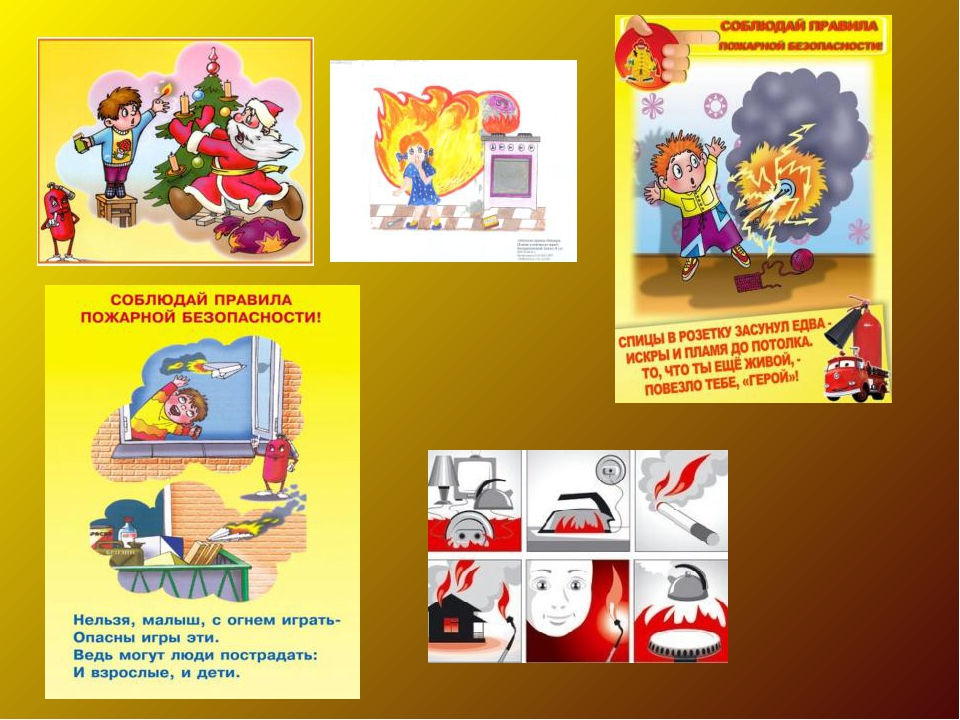 СОБЛЮДАЙ ПРАВИЛА
ПОЖАРНОЙ БЕЗОПАСНОСТИ!
СПИЦЫ В РОЗЕТКУ ЗАСУНУЛ ЕДВА -
ИСКРЫ И ПЛАМЯ ДО ПОТОЛКА.
ТО, ЧТО ТЫ ЕЩЁ ЖИВОЙ, -
ПОВЕЗЛО ТЕБЕ, «ГЕРОЙ»!
СОБЛЮДАЙ ПРАВИЛА
ПОЖАРНОЙ БЕЗОПАСНОСТИ!
БЕНЗИН
Нельзя, малыш, с огнем играть-
Опасны игры эти.
Ведь могут люди пострадать:
И взрослые, и дети.